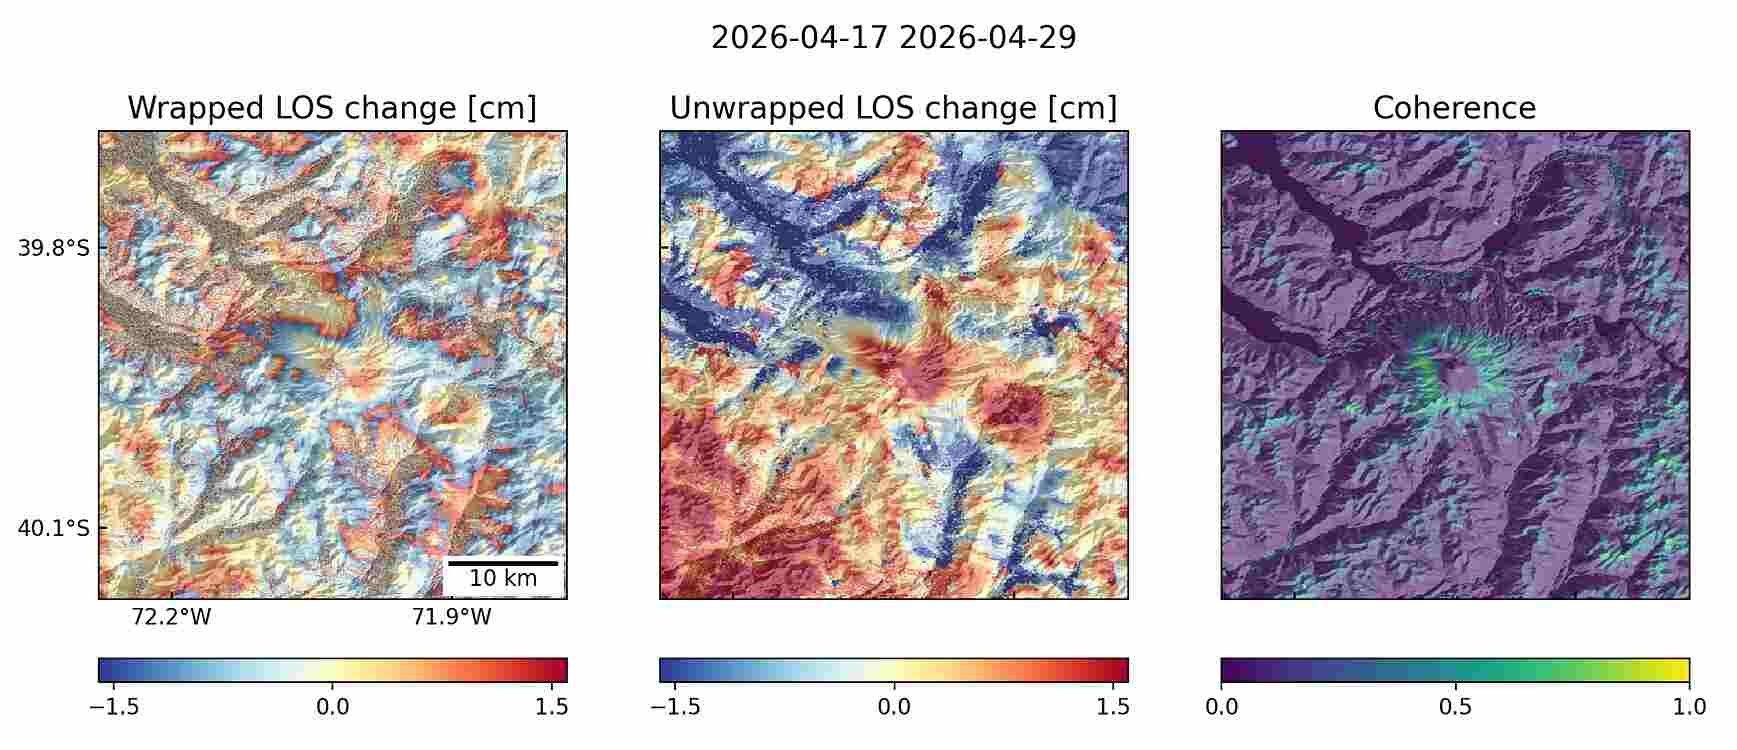 2026-04-17 2026-04-29
Wrapped LOS change [cm]
Unwrapped LOS change [cm]
Coherence
39.8°S
40.1°S
10 km
72.2°W
71.9°W
−1.5
0.0
1.5
−1.5
0.0
1.5
0.0
0.5
1.0